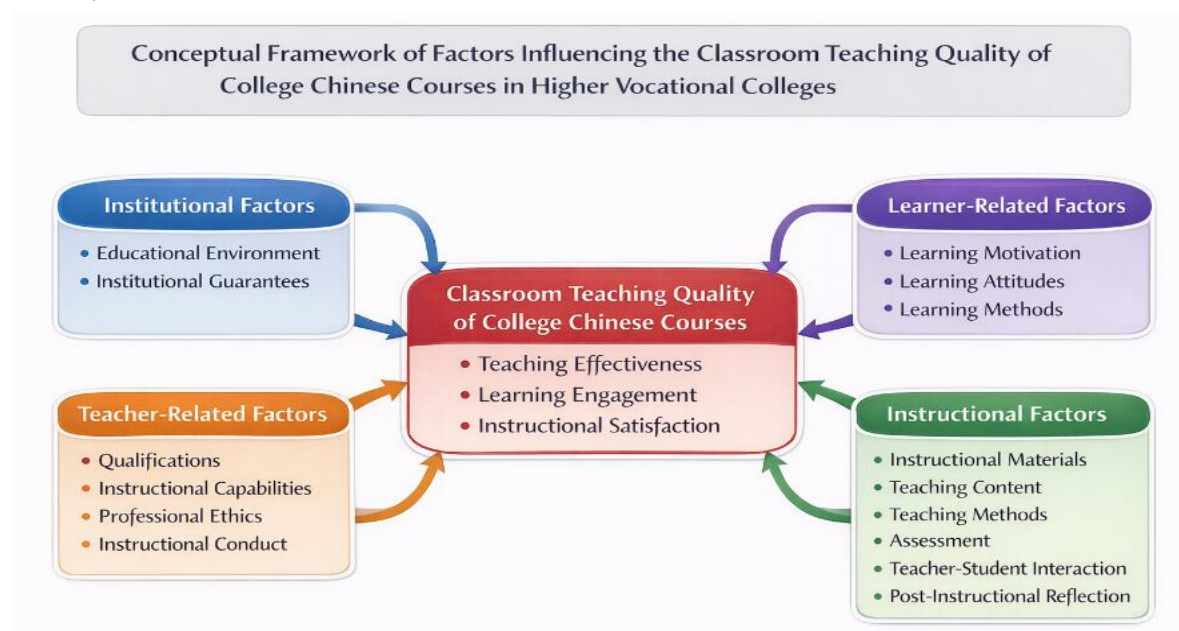 Conceptual Framework of Factors Influencing the Classroom Teaching Quality of
College Chinese Courses in Higher Vocational Colleges
Institutional Factors
• Educational Environment
• Institutional Guarantees
Learner-Related Factors
• Learning Motivation
• Learning Attitudes
• Learning Methods
Classroom Teaching Quality
of College Chinese Courses
• Teaching Effectiveness
• Learning Engagement
• Instructional Satisfaction
Teacher-Related Factors
• Qualifications
• Instructional Capabilities
• Professional Ethics
• Instructional Conduct
Instructional Factors
• Instructional Materials
• Teaching Content
• Teaching Methods
• Assessment
• Teacher-Student Interaction
• Post-Instructional Reflection